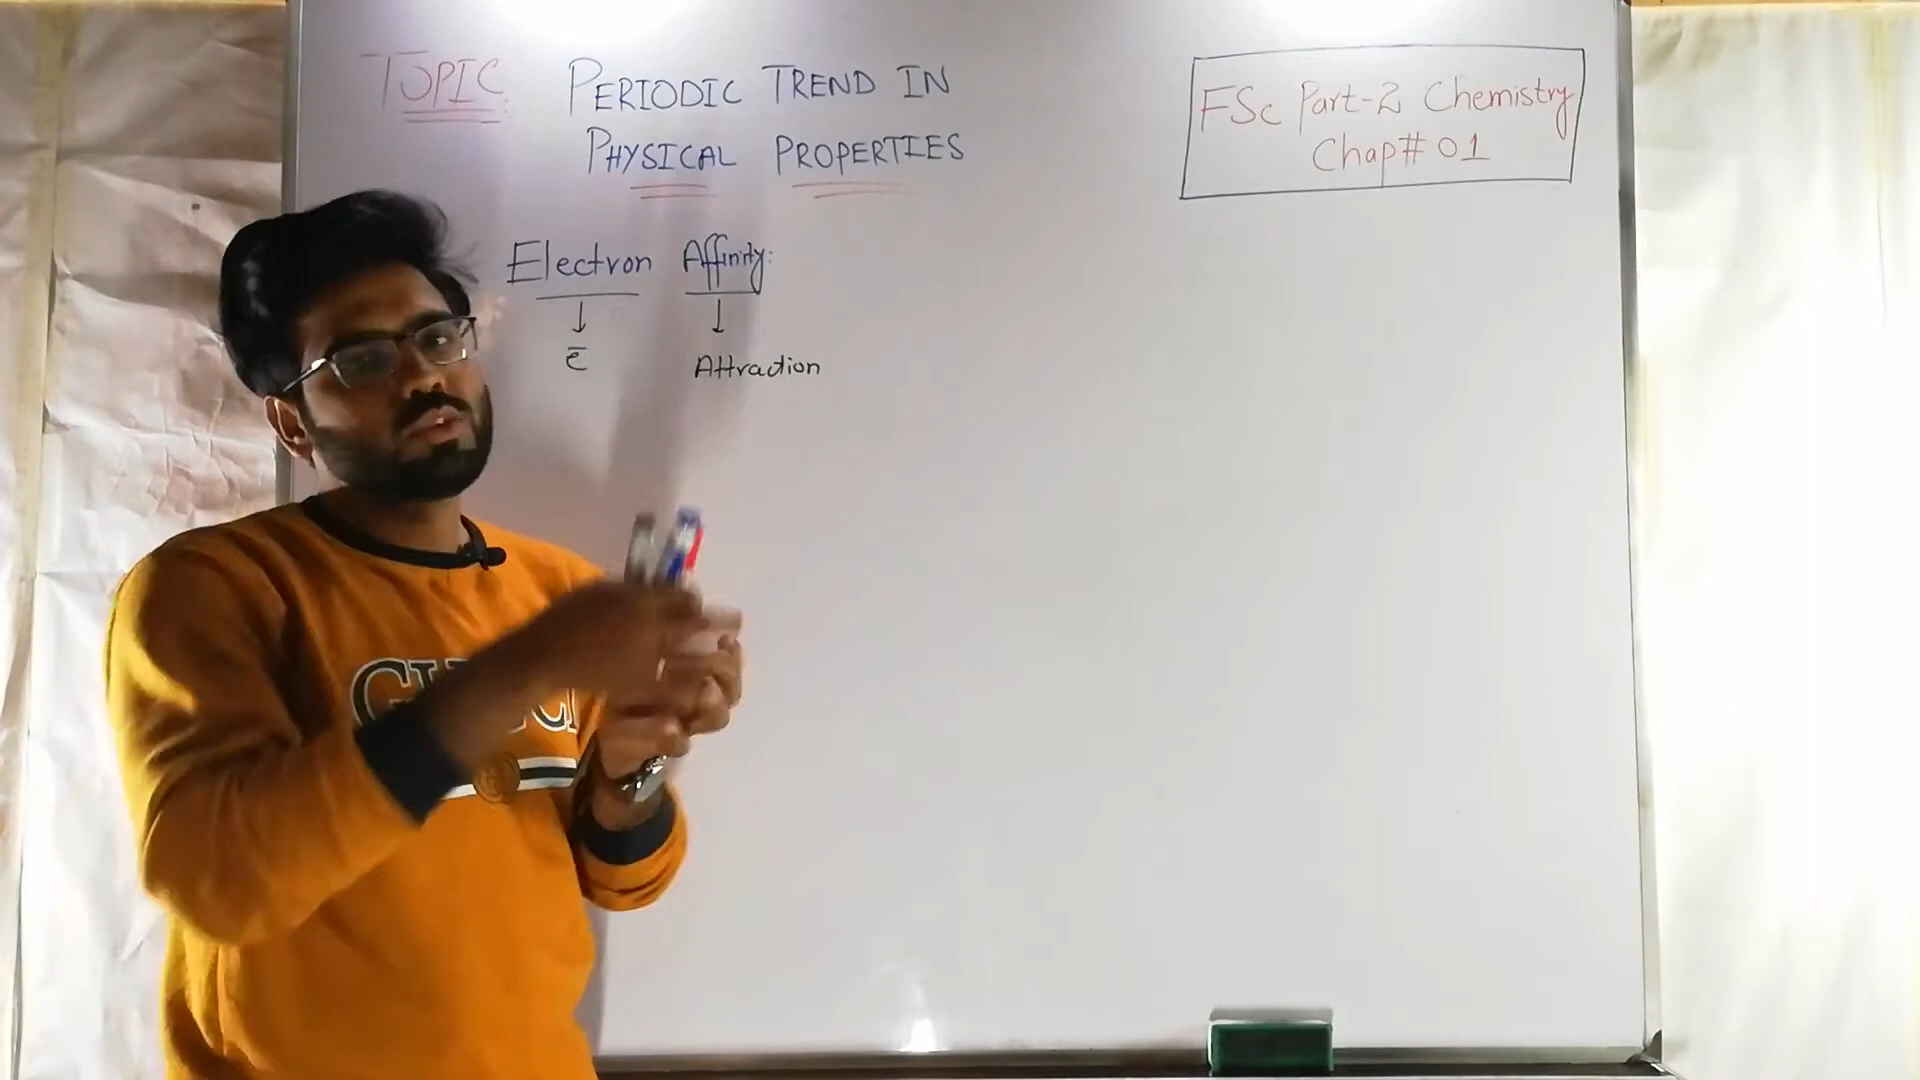 TOPIC: PERIODIC TREND IN
PHYSICAL PROPERTIES
FSc Part-2 Chemistry
Chap# 01
Electron Affinity:
↓ ↓
ē Attraction